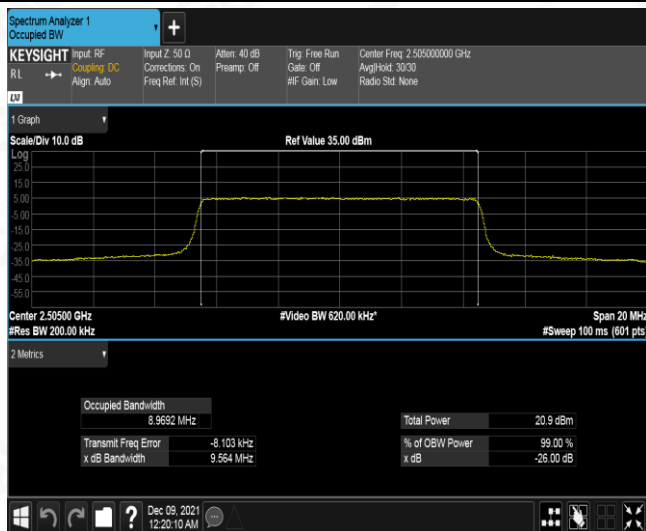 Spectrum Analyzer 1
Occupied BW
+
KEYSIGHT Input: RF Input Z: 50 Ω Atten: 40 dB Trig: Free Run Center Freq: 2.505000000 GHz
RL Coupling: DC Corrections: On Preamp: Off Gate: Off Avg|Hold: 30/30
Align: Auto Freq Ref: Int (S) #IF Gain: Low Radio Std: None
LXI
1 Graph
Scale/Div 10.0 dB Ref Value 35.00 dBm
Log
25.0
15.0
5.00
-5.00
-15.0
-25.0
-35.0
-45.0
-55.0
Center 2.50500 GHz #Video BW 620.00 kHz* Span 20 MHz
#Res BW 200.00 kHz #Sweep 100 ms (601 pts)
2 Metrics
Occupied Bandwidth
8.9692 MHz Total Power 20.9 dBm
Transmit Freq Error -8.103 kHz % of OBW Power 99.00 %
x dB Bandwidth 9.564 MHz x dB -26.00 dB
? Dec 09, 2021
12:20:10 AM